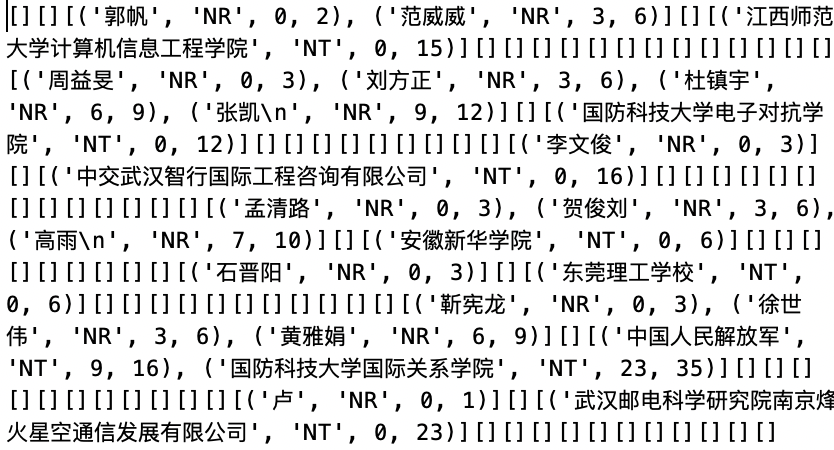 [][][('郭帆', 'NR', 0, 2), ('范威威', 'NR', 3, 6)][][('江西师范
大学计算机信息工程学院', 'NT', 0, 15)][][][][][][][][][][][][][]
[('周益旻', 'NR', 0, 3), ('刘方正', 'NR', 3, 6), ('杜镇宇',
'NR', 6, 9), ('张凯\n', 'NR', 9, 12)][][('国防科技大学电子对抗学
院', 'NT', 0, 12)][][][][][][][][][][('李文俊', 'NR', 0, 3)]
[][('中交武汉智行国际工程咨询有限公司', 'NT', 0, 16)][][][][][][]
[][][][][][][][('孟清路', 'NR', 0, 3), ('贺俊刘', 'NR', 3, 6),
('高雨\n', 'NR', 7, 10)][][('安徽新华学院', 'NT', 0, 6)][][][]
[][][][][][][('石晋阳', 'NR', 0, 3)][][('东莞理工学校', 'NT',
0, 6)][][][][][][][][][][][][('靳宪龙', 'NR', 0, 3), ('徐世
伟', 'NR', 3, 6), ('黄雅娟', 'NR', 6, 9)][][('中国人民解放军',
'NT', 9, 16), ('国防科技大学国际关系学院', 'NT', 23, 35)][][][]
[][][][][][][][][('卢', 'NR', 0, 1)][][('武汉邮电科学研究院南京烽
火星空通信发展有限公司', 'NT', 0, 23)][][][][][][][][][][][]